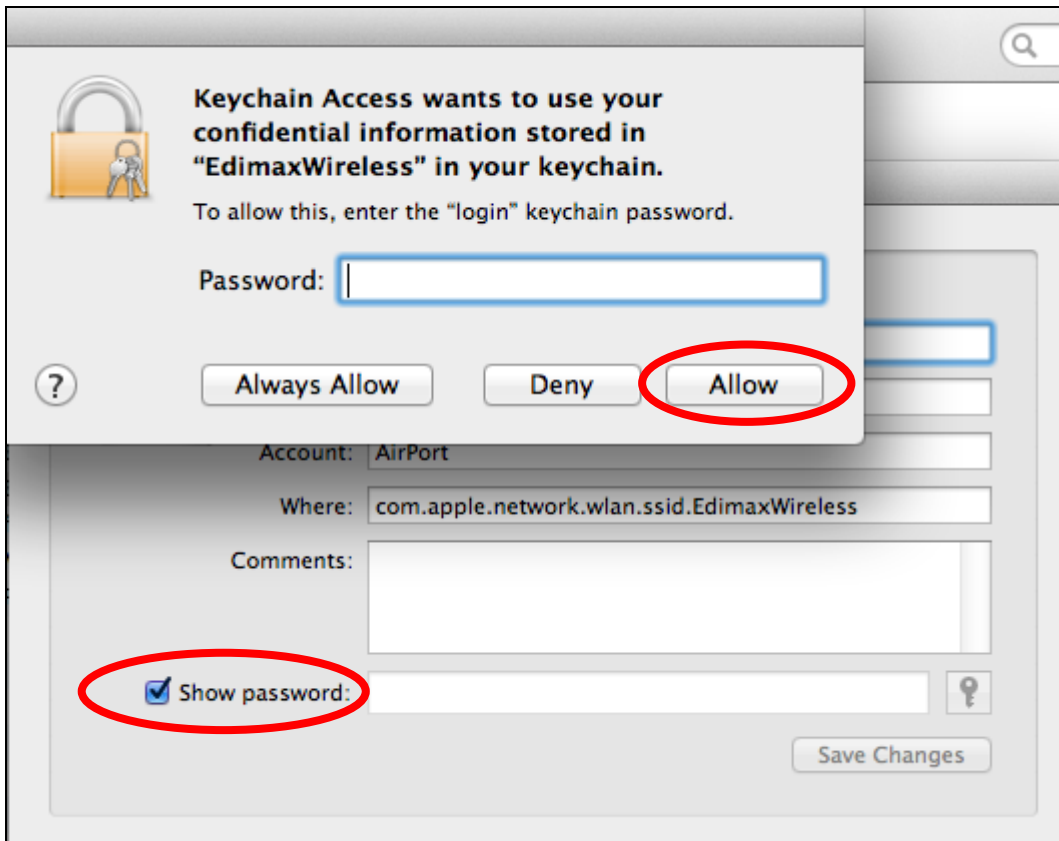 Keychain Access wants to use your
confidential information stored in
“EdimaxWireless” in your keychain.
To allow this, enter the “login” keychain password.
Password:
?
Always Allow
Deny
Allow
Account: AirPort
Where: com.apple.network.wlan.ssid.EdimaxWireless
Comments:
Show password:
Save Changes